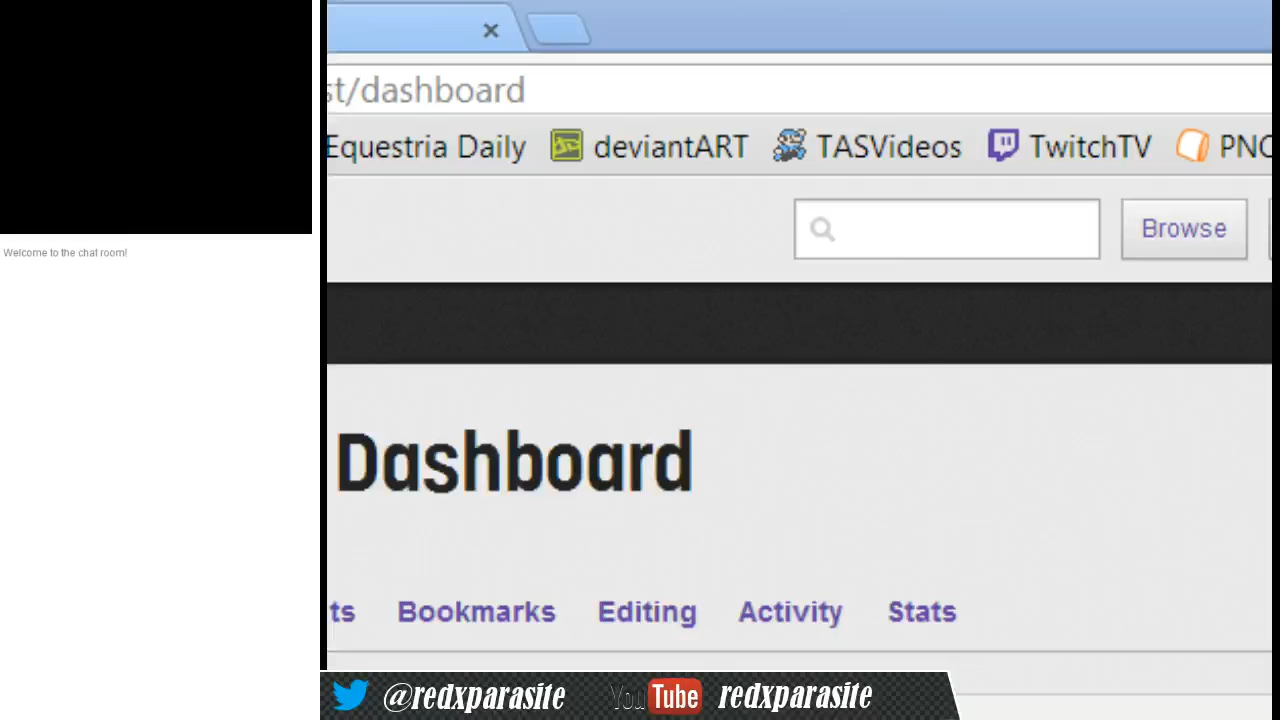 st/dashboard
Equestria Daily deviantART TASVideos TwitchTV PNC
Browse
Welcome to the chat room!
Dashboard
ts Bookmarks Editing Activity Stats
@redxparasite YouTube redxparasite